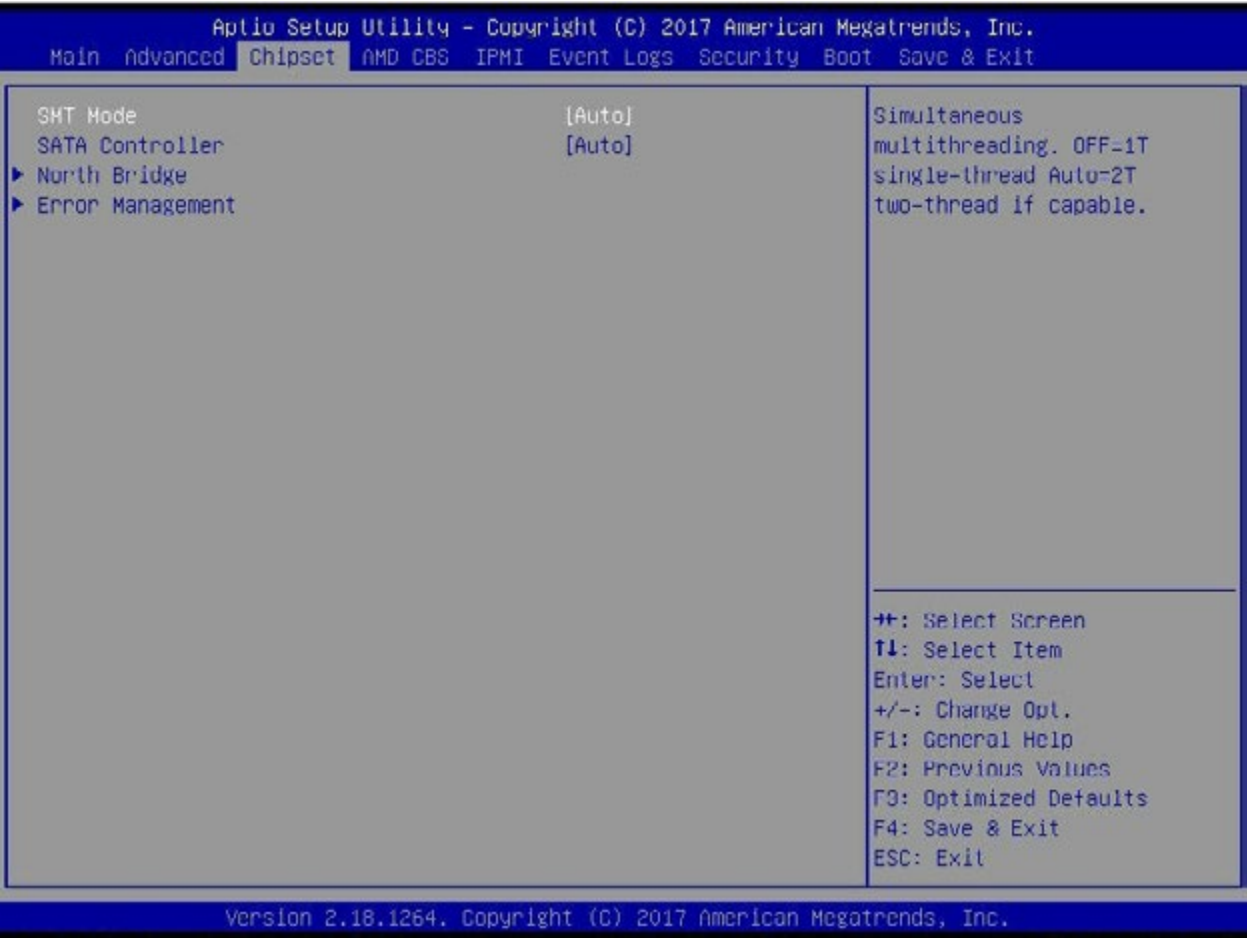 Aptio Setup Utility – Copyright (C) 2017 American Megatrends, Inc.
Main Advanced Chipset AMD CBS IPMI Event Logs Security Boot Save & Exit
SMT Mode [Auto]
SATA Controller [Auto]
▶ North Bridge
▶ Error Management
Simultaneous
multithreading. OFF=1T
single-thread Auto=2T
two-thread if capable.
→←: Select Screen
↑↓: Select Item
Enter: Select
+/-: Change Opt.
F1: General Help
F2: Previous Values
F3: Optimized Defaults
F4: Save & Exit
ESC: Exit
Version 2.18.1264. Copyright (C) 2017 American Megatrends, Inc.